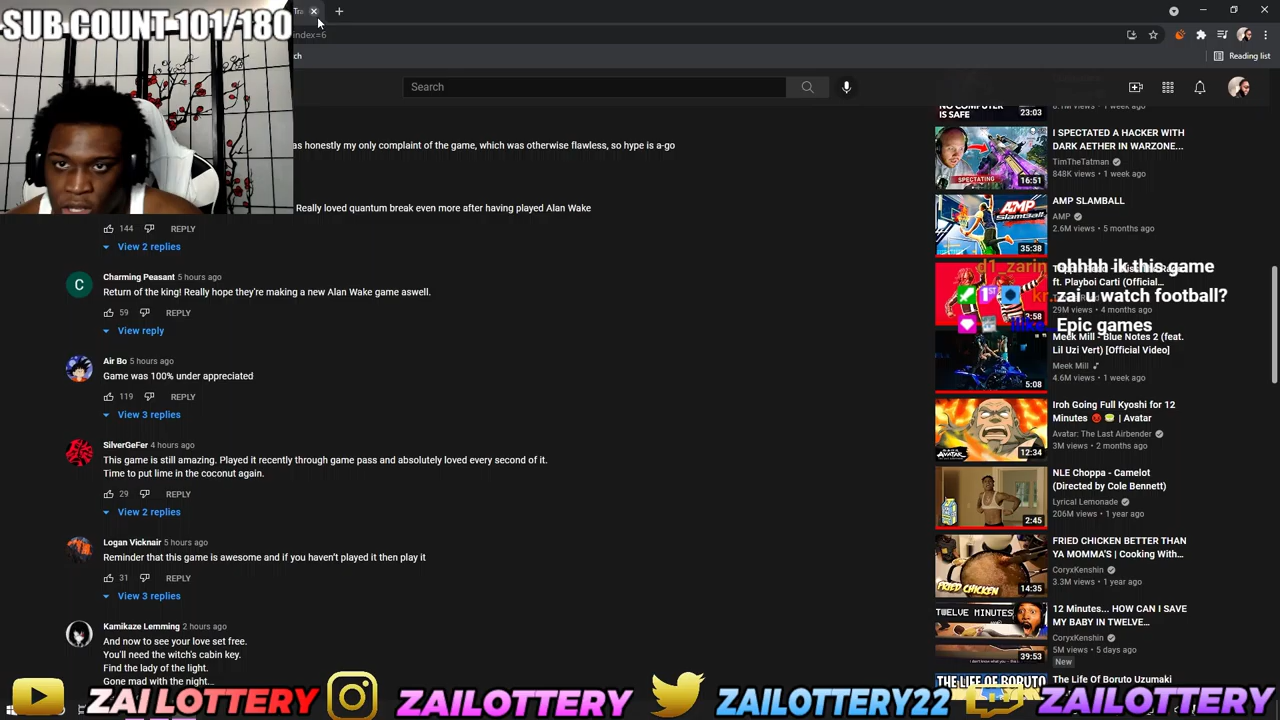 SUB COUNT 101/180
Tra
index=6
ch
Reading list
Search
as honestly my only complaint of the game, which was otherwise flawless, so hype is a-go
Really loved quantum break even more after having played Alan Wake
144 REPLY
View 2 replies
C
Charming Peasant 5 hours ago
Return of the king! Really hope they're making a new Alan Wake game aswell.
59 REPLY
View reply
Air Bo 5 hours ago
Game was 100% under appreciated
119 REPLY
View 3 replies
SilverGeFer 4 hours ago
This game is still amazing. Played it recently through game pass and absolutely loved every second of it.
Time to put lime in the coconut again.
29 REPLY
View 2 replies
Logan Vicknair 5 hours ago
Reminder that this game is awesome and if you haven't played it then play it
31 REPLY
View 3 replies
Kamikaze Lemming 2 hours ago
And now to see your love set free.
You'll need the witch's cabin key.
Find the lady of the light.
Gone mad with the night...
NO COMPUTER
IS SAFE
23:03
I SPECTATED A HACKER WITH
DARK AETHER IN WARZONE...
TimTheTatman
848K views • 1 week ago
SPECTATING
16:51
AMP SLAMBALL
AMP
2.6M views • 5 months ago
AMP
SLAMBALL
35:38
d1_zarin ohhhh ik this game
ft. Playboi Carti (Official...
1st
zai u watch football?
3:58
29M views • 4 months ago
Epic games
Meek Mill - Blue Notes 2 (feat.
Lil Uzi Vert) [Official Video]
Meek Mill
4.6M views • 1 week ago
5:08
Iroh Going Full Kyoshi for 12
Minutes | Avatar
Avatar: The Last Airbender
3M views • 2 months ago
AVATAR
12:34
NLE Choppa - Camelot
(Directed by Cole Bennett)
Lyrical Lemonade
206M views • 1 year ago
2:45
FRIED CHICKEN BETTER THAN
YA MOMMA'S | Cooking With...
CoryxKenshin
3.3M views • 1 year ago
FRIED CHICKEN
14:35
12 Minutes... HOW CAN I SAVE
MY BABY IN TWELVE...
CoryxKenshin
5M views • 5 days ago
New
TWELVE MINUTES
39:53
The Life Of Boruto Uzumaki
THE LIFE OF BORUTO
ZAI LOTTERY
ZAILOTTERY
ZAILOTTERY22
ZAILOTTERY